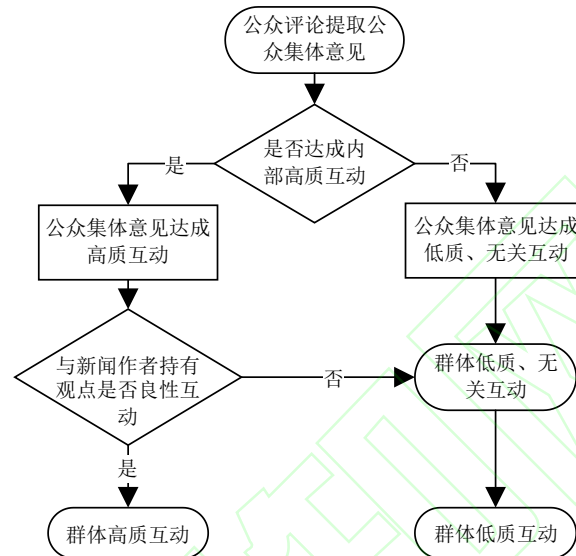 公众评论提取公
众集体意见
是否达成内
部高质互动
是
否
公众集体意见达成
高质互动
公众集体意见达成
低质、无关互动
与新闻作者持有
观点是否良性互
动
否
群体低质、无
关互动
是
群体高质互动
群体低质互动